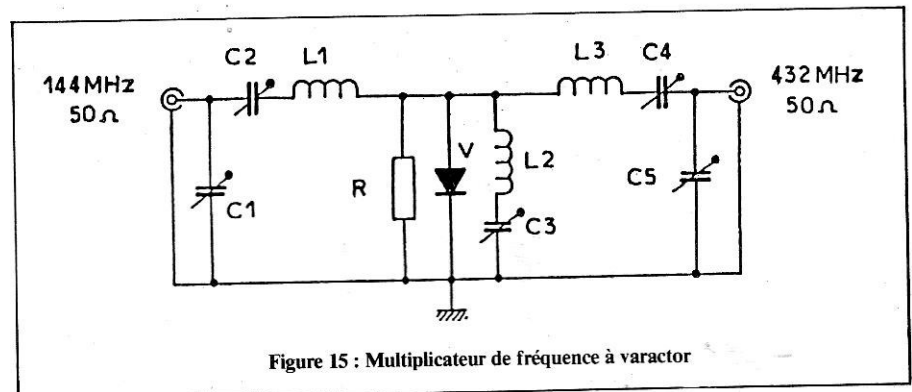 C2
L1
L3
C4
144MHz
50Ω
432MHz
50Ω
V
L2
R
C1
C3
C5
Figure 15 : Multiplicateur de fréquence à varactor